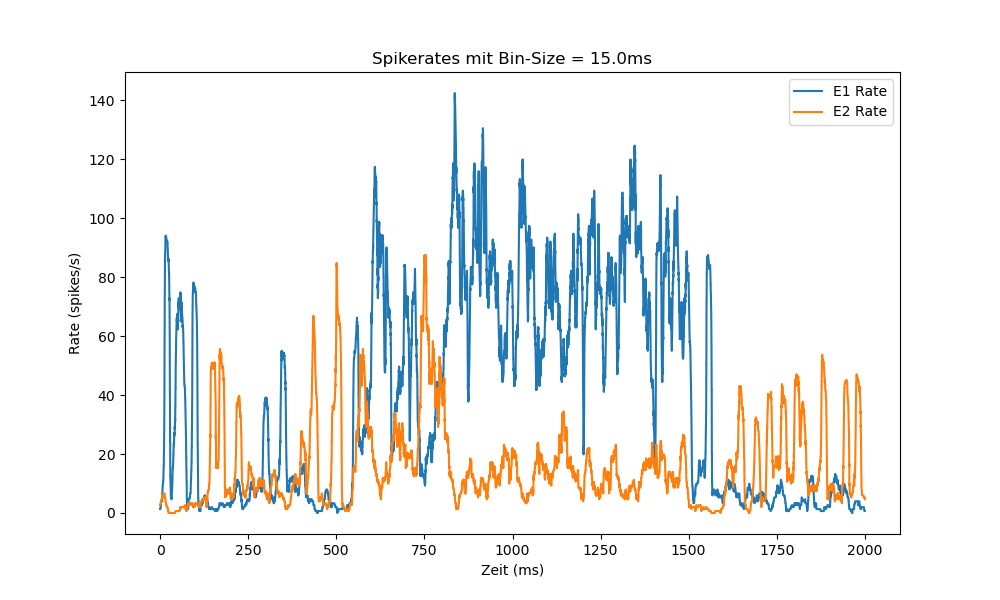 Spikerates mit Bin-Size = 15.0ms
E1 Rate
E2 Rate
140
120
100
80
60
40
20
0
Rate (spikes/s)
0 250 500 750 1000 1250 1500 1750 2000
Zeit (ms)